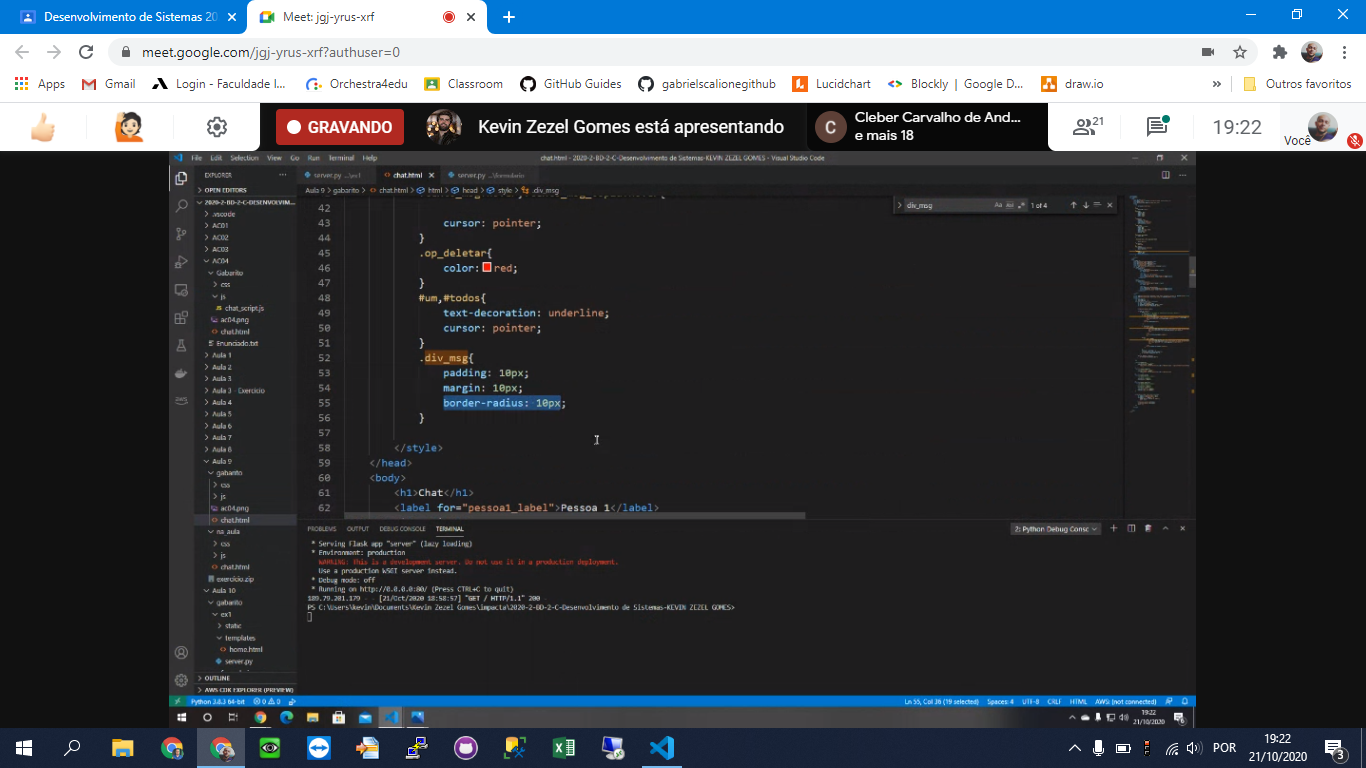 Desenvolvimento de Sistemas 20
Meet: jgj-yrus-xrf
meet.google.com/jgj-yrus-xrf?authuser=0
Apps
Gmail
Login - Faculdade I...
Orchestra4edu
Classroom
GitHub Guides
gabrielscalionegithub
Lucidchart
Blockly | Google D...
draw.io
»
Outros favoritos
GRAVANDO
Kevin Zezel Gomes está apresentando
C
Cleber Carvalho de And...
e mais 18
21
19:22
Você
File Edit Selection View Go Run Terminal Help
chat.html - 2020-2-BD-2-C-Desenvolvimento de Sistemas-KEVIN ZEZEL GOMES - Visual Studio Code
EXPLORER
server.py ...\ex1
chat.html
server.py ...\formulario
OPEN EDITORS
Aula 9 > gabarito > chat.html > html > head > style > .div_msg
2020-2-BD-2-C-DESENVOLVIM...
.vscode
AC01
AC02
AC03
AC04
Gabarito
css
js
chat_script.js
ac04.png
chat.html
Enunciado.txt
Aula 1
Aula 2
Aula 3
Aula 3 - Exercicio
Aula 4
Aula 5
Aula 6
Aula 7
Aula 8
Aula 9
gabarito
css
js
ac04.png
chat.html
na_aula
css
js
chat.html
exercicio.zip
Aula 10
gabarito
ex1
static
templates
home.html
server.py
OUTLINE
AWS CDK EXPLORER (PREVIEW)
div_msg
1 of 4
42
43 cursor: pointer;
44 }
45 .op_deletar{
46 color: red;
47 }
48 #um,#todos{
49 text-decoration: underline;
50 cursor: pointer;
51 }
52 .div_msg{
53 padding: 10px;
54 margin: 10px;
55 border-radius: 10px;
56 }
57
58 </style>
59 </head>
60 <body>
61 <h1>Chat</h1>
62 <label for="pessoa1_label">Pessoa 1</label>
PROBLEMS OUTPUT DEBUG CONSOLE TERMINAL
2: Python Debug Consc
* Serving Flask app "server" (lazy loading)
* Environment: production
WARNING: This is a development server. Do not use it in a production deployment.
Use a production WSGI server instead.
* Debug mode: off
* Running on http://0.0.0.0:80/ (Press CTRL+C to quit)
189.79.201.179 - - [21/Oct/2020 18:58:57] "GET / HTTP/1.1" 200 -
PS C:\Users\kevin\Documents\Kevin Zezel Gomes\impacta\2020-2-BD-2-C-Desenvolvimento de Sistemas-KEVIN ZEZEL GOMES>
Python 3.8.3 64-bit
0 0
Ln 55, Col 36 (19 selected)
Spaces: 4
UTF-8
CRLF
HTML
AWS: (not connected)
19:22
21/10/2020
POR
19:22
21/10/2020
3